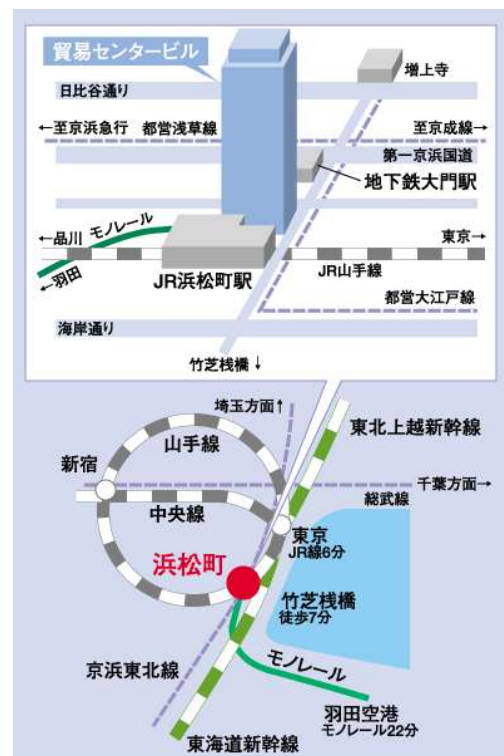 貿易センタービル
増上寺
日比谷通り
←至京浜急行 都営浅草線 至京成線→
第一京浜国道
地下鉄大門駅
←品川 モノレール 東京→
←羽田
JR浜松町駅 JR山手線
都営大江戸線
海岸通り
竹芝桟橋↓
埼玉方面↑
東北上越新幹線
山手線
新宿
千葉方面→
総武線
中央線
東京
JR線6分
浜松町
竹芝桟橋
徒歩7分
京浜東北線
モノレール
羽田空港
モノレール22分
東海道新幹線